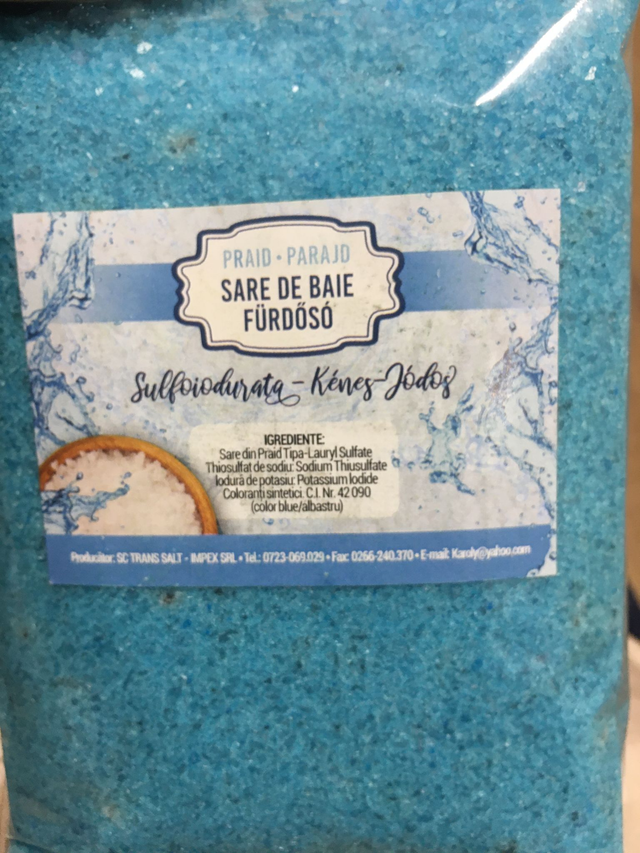 PRAID • PARAJD
SARE DE BAIE
FÜRDŐSÓ
Sulfoiodurata - Kénes-Jódos
IGREDIENTE:
Sare din Praid Tipa-Lauryl Sulfate
Thiosulfat de sodiu: Sodium Thiusulfate
Iodură de potasiu: Potassium Iodide
Coloranți sintetici. C.I. Nr. 42 090
(color blue/albastru)
Producător: SC TRANS SALT - IMPEX SRL • Tel.: 0723-069.029 • Fax: 0266-240.370 • E-mail: Karoly@yahoo.com